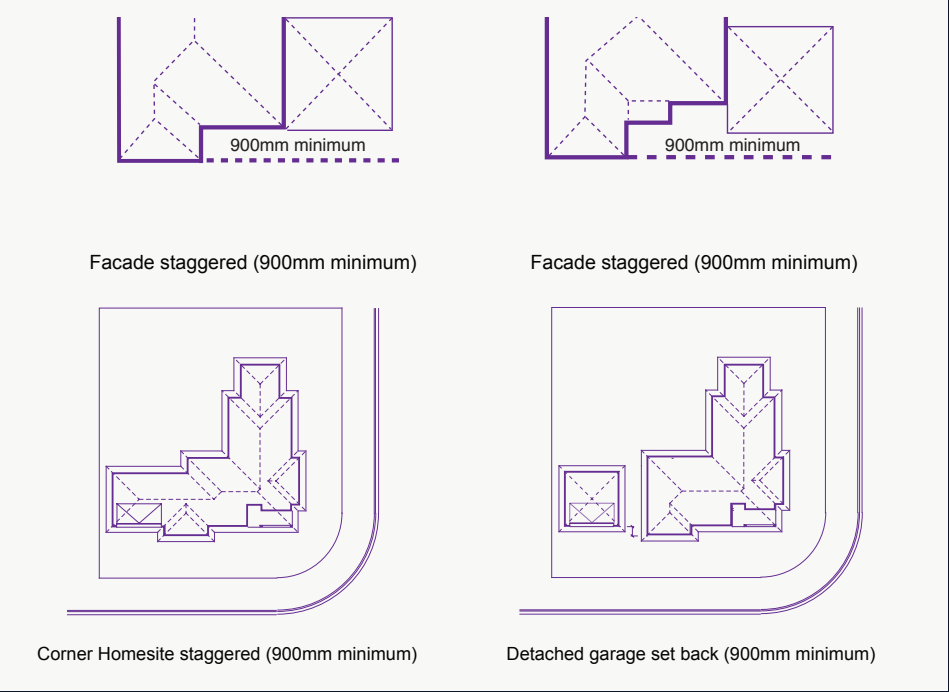 900mm minimum
900mm minimum
Facade staggered (900mm minimum)
Facade staggered (900mm minimum)
Corner Homesite staggered (900mm minimum)
Detached garage set back (900mm minimum)